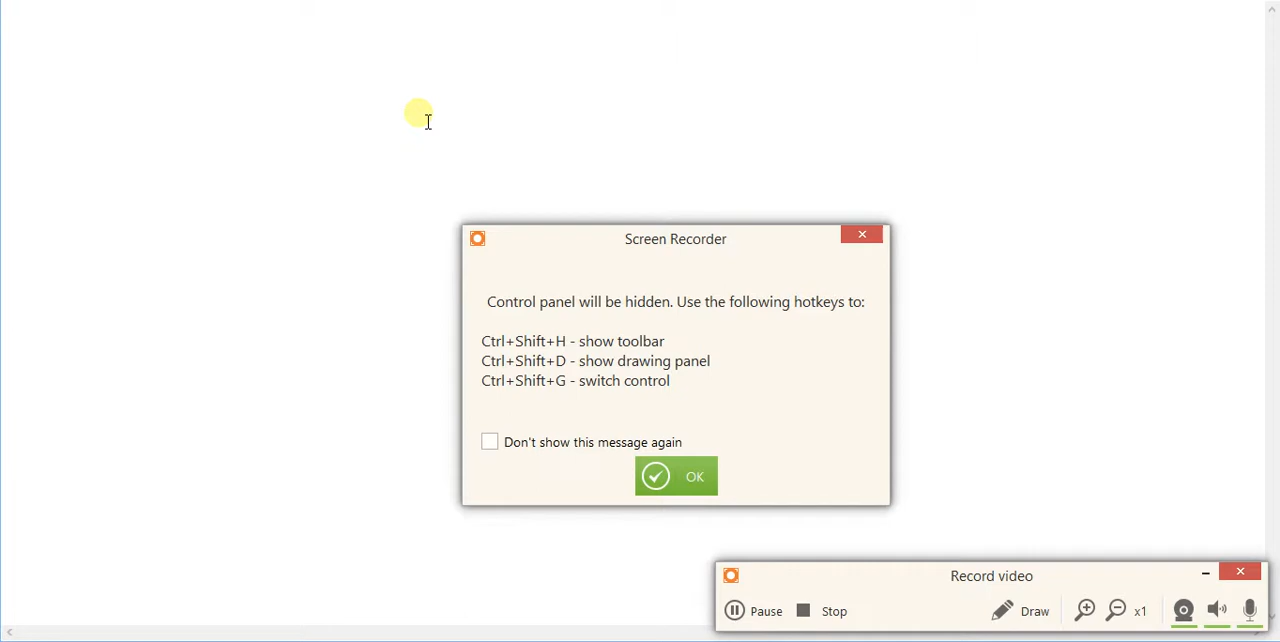 Screen Recorder
Control panel will be hidden. Use the following hotkeys to:
Ctrl+Shift+H - show toolbar
Ctrl+Shift+D - show drawing panel
Ctrl+Shift+G - switch control
Don't show this message again
OK
Record video
Pause Stop Draw x1